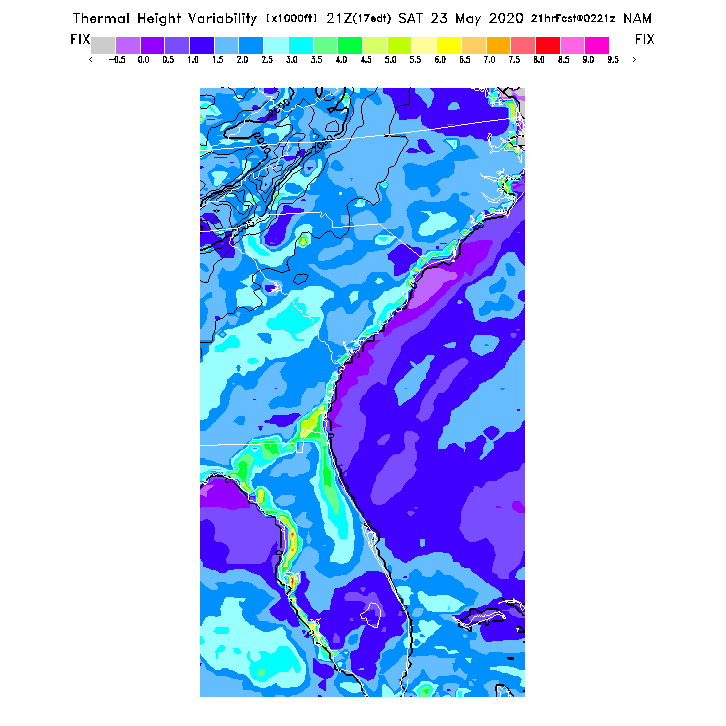 Thermal Height Variability [x1000ft] 21Z(17edt) SAT 23 May 2020 21hrFcst@0221z NAM
FIX FIX
< -0.5 0.0 0.5 1.0 1.5 2.0 2.5 3.0 3.5 4.0 4.5 5.0 5.5 6.0 6.5 7.0 7.5 8.0 8.5 9.0 9.5 >